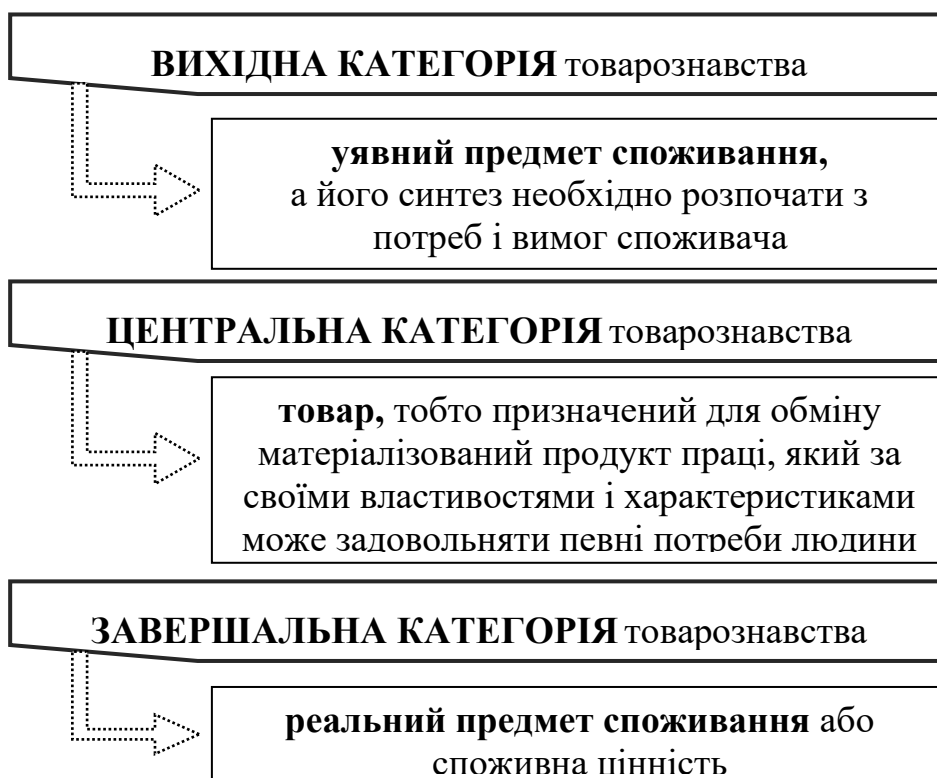 ВИХІДНА КАТЕГОРІЯ товарознавства
уявний предмет споживання,
а його синтез необхідно розпочати з
потреб і вимог споживача
ЦЕНТРАЛЬНА КАТЕГОРІЯ товарознавства
товар, тобто призначений для обміну
матеріалізований продукт праці, який за
своїми властивостями і характеристиками
може задовольняти певні потреби людини
ЗАВЕРШАЛЬНА КАТЕГОРІЯ товарознавства
реальний предмет споживання або
споживна цінність